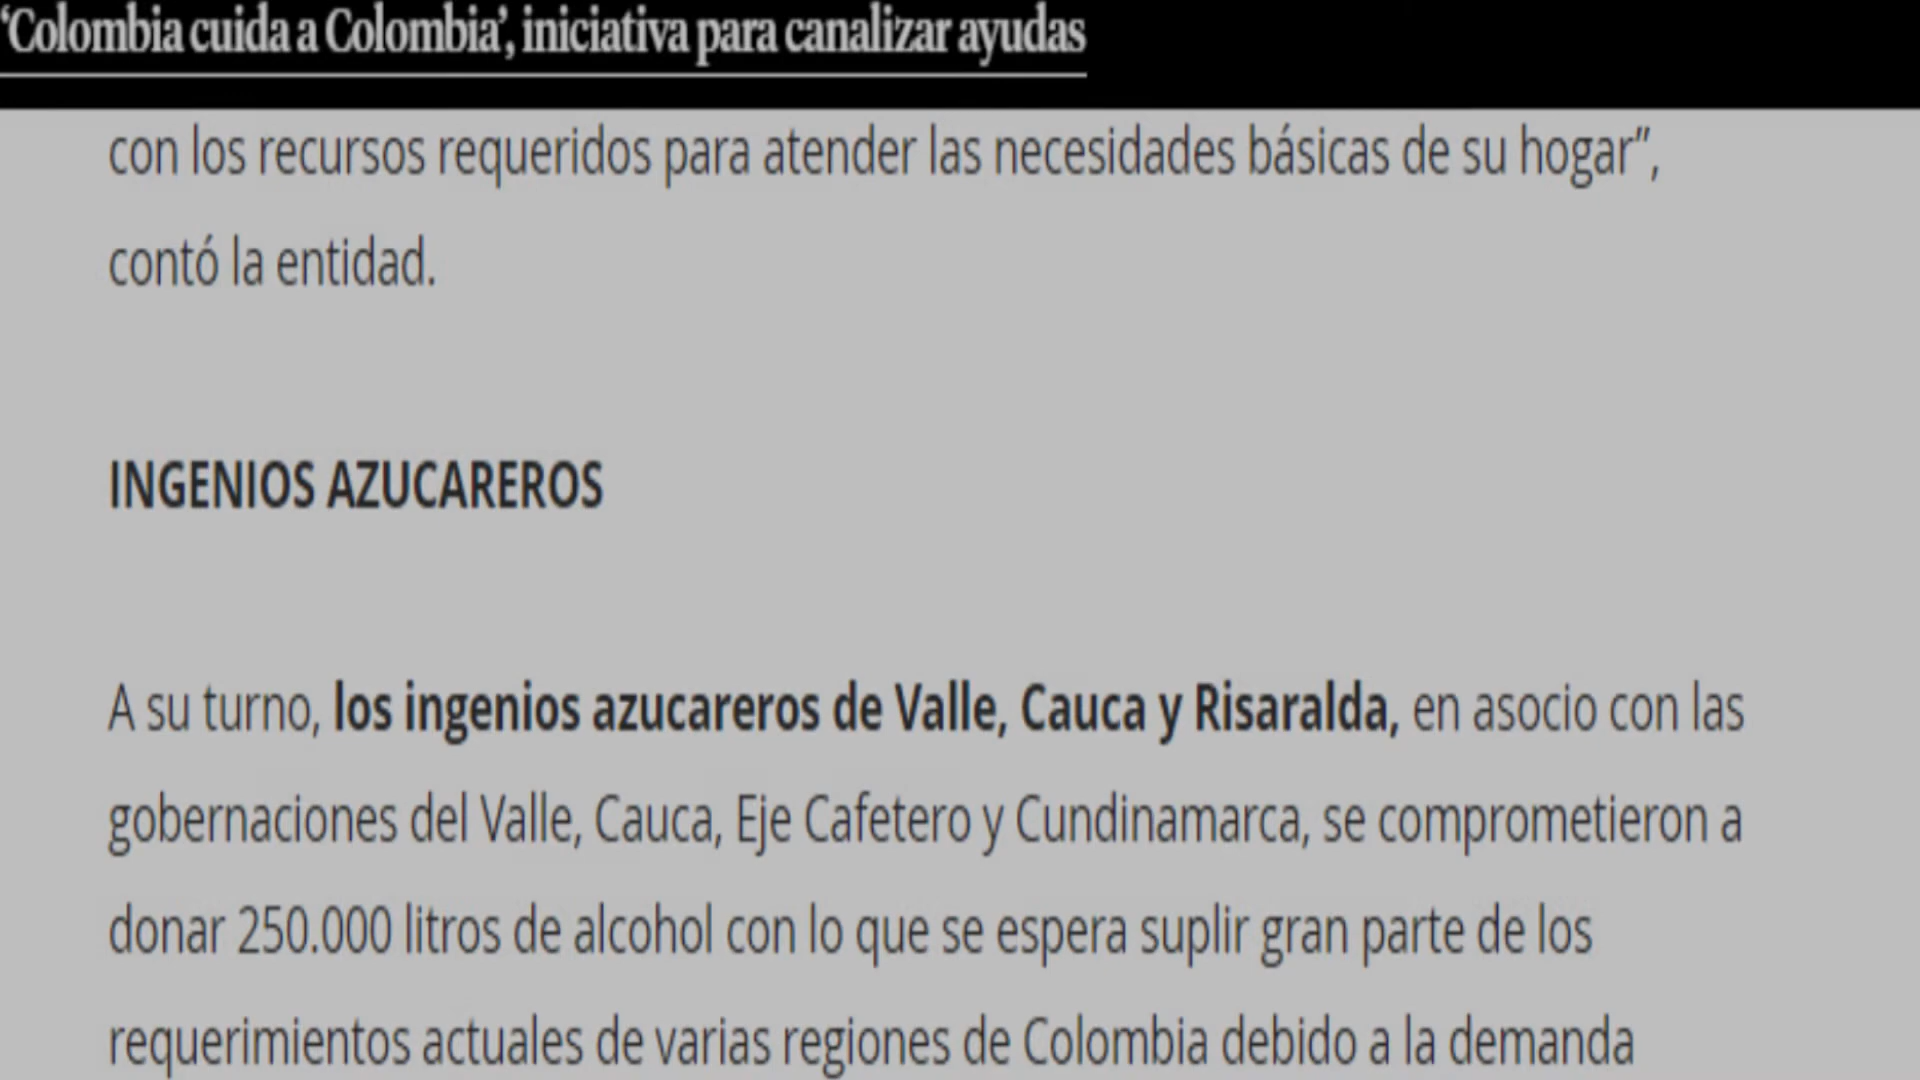 ‘Colombia cuida a Colombia’, iniciativa para canalizar ayudas
con los recursos requeridos para atender las necesidades básicas de su hogar”,
contó la entidad.
INGENIOS AZUCAREROS
A su turno, los ingenios azucareros de Valle, Cauca y Risaralda, en asocio con las
gobernaciones del Valle, Cauca, Eje Cafetero y Cundinamarca, se comprometieron a
donar 250.000 litros de alcohol con lo que se espera suplir gran parte de los
requerimientos actuales de varias regiones de Colombia debido a la demanda